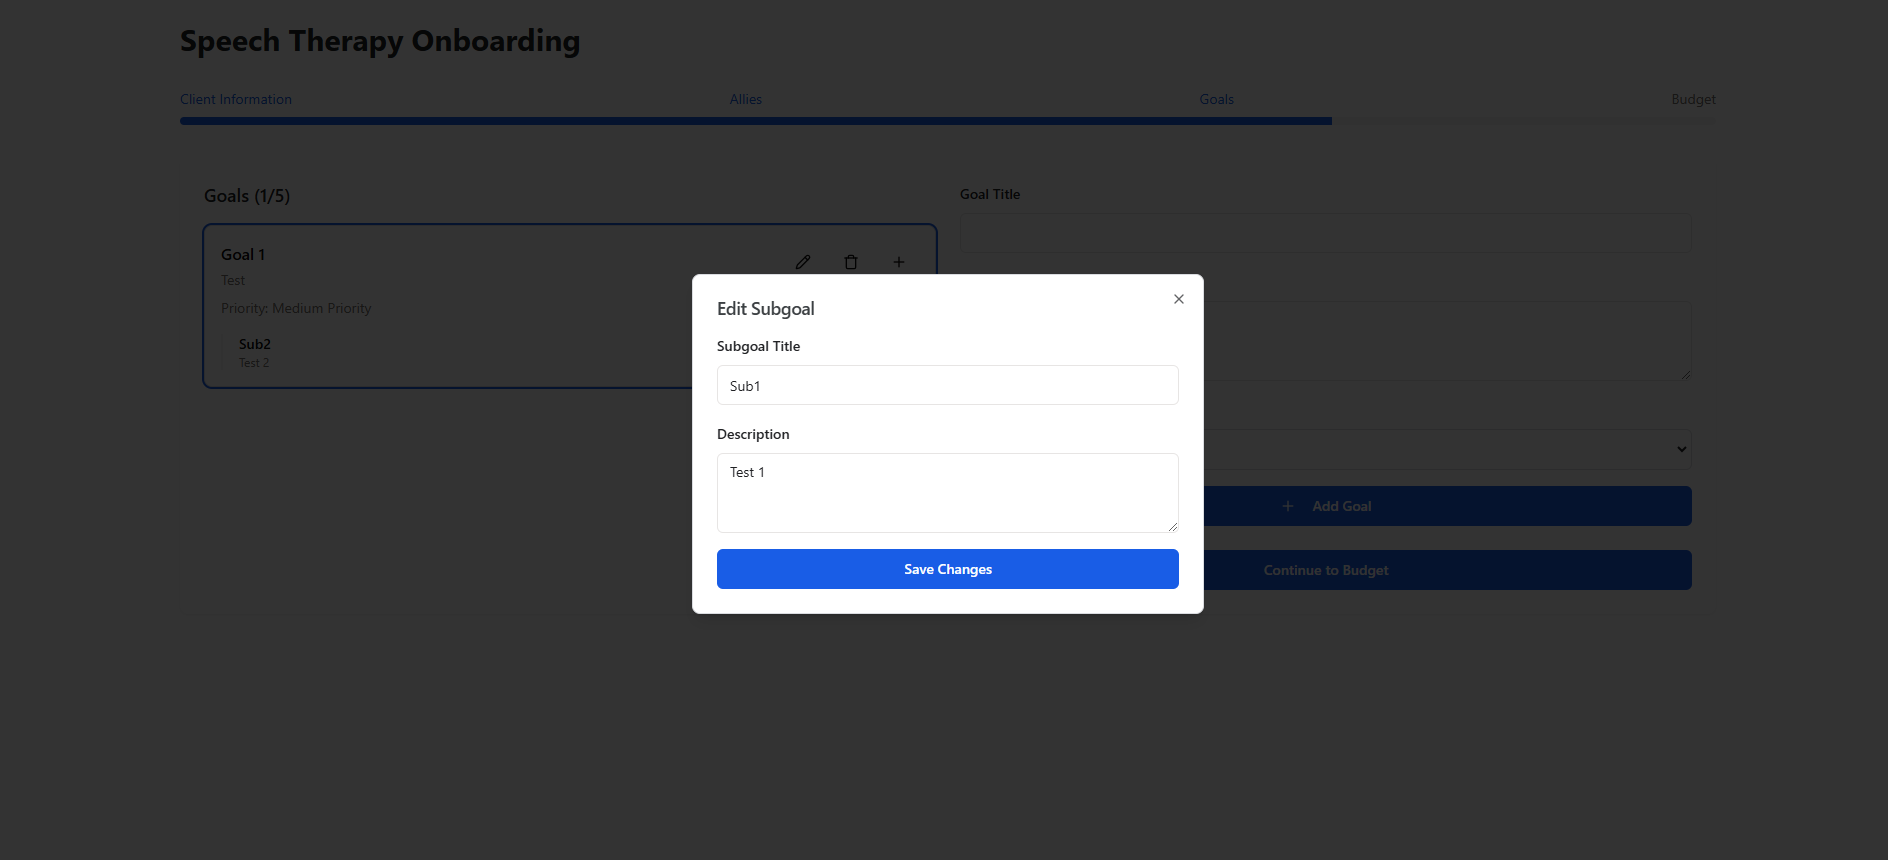 Speech Therapy Onboarding
Client Information
Allies
Goals
Budget
Goals (1/5)
Goal 1
Test
Priority: Medium Priority
Sub2
Test 2
Goal Title
Edit Subgoal
Subgoal Title
Sub1
Description
Test 1
Save Changes
Add Goal
Continue to Budget